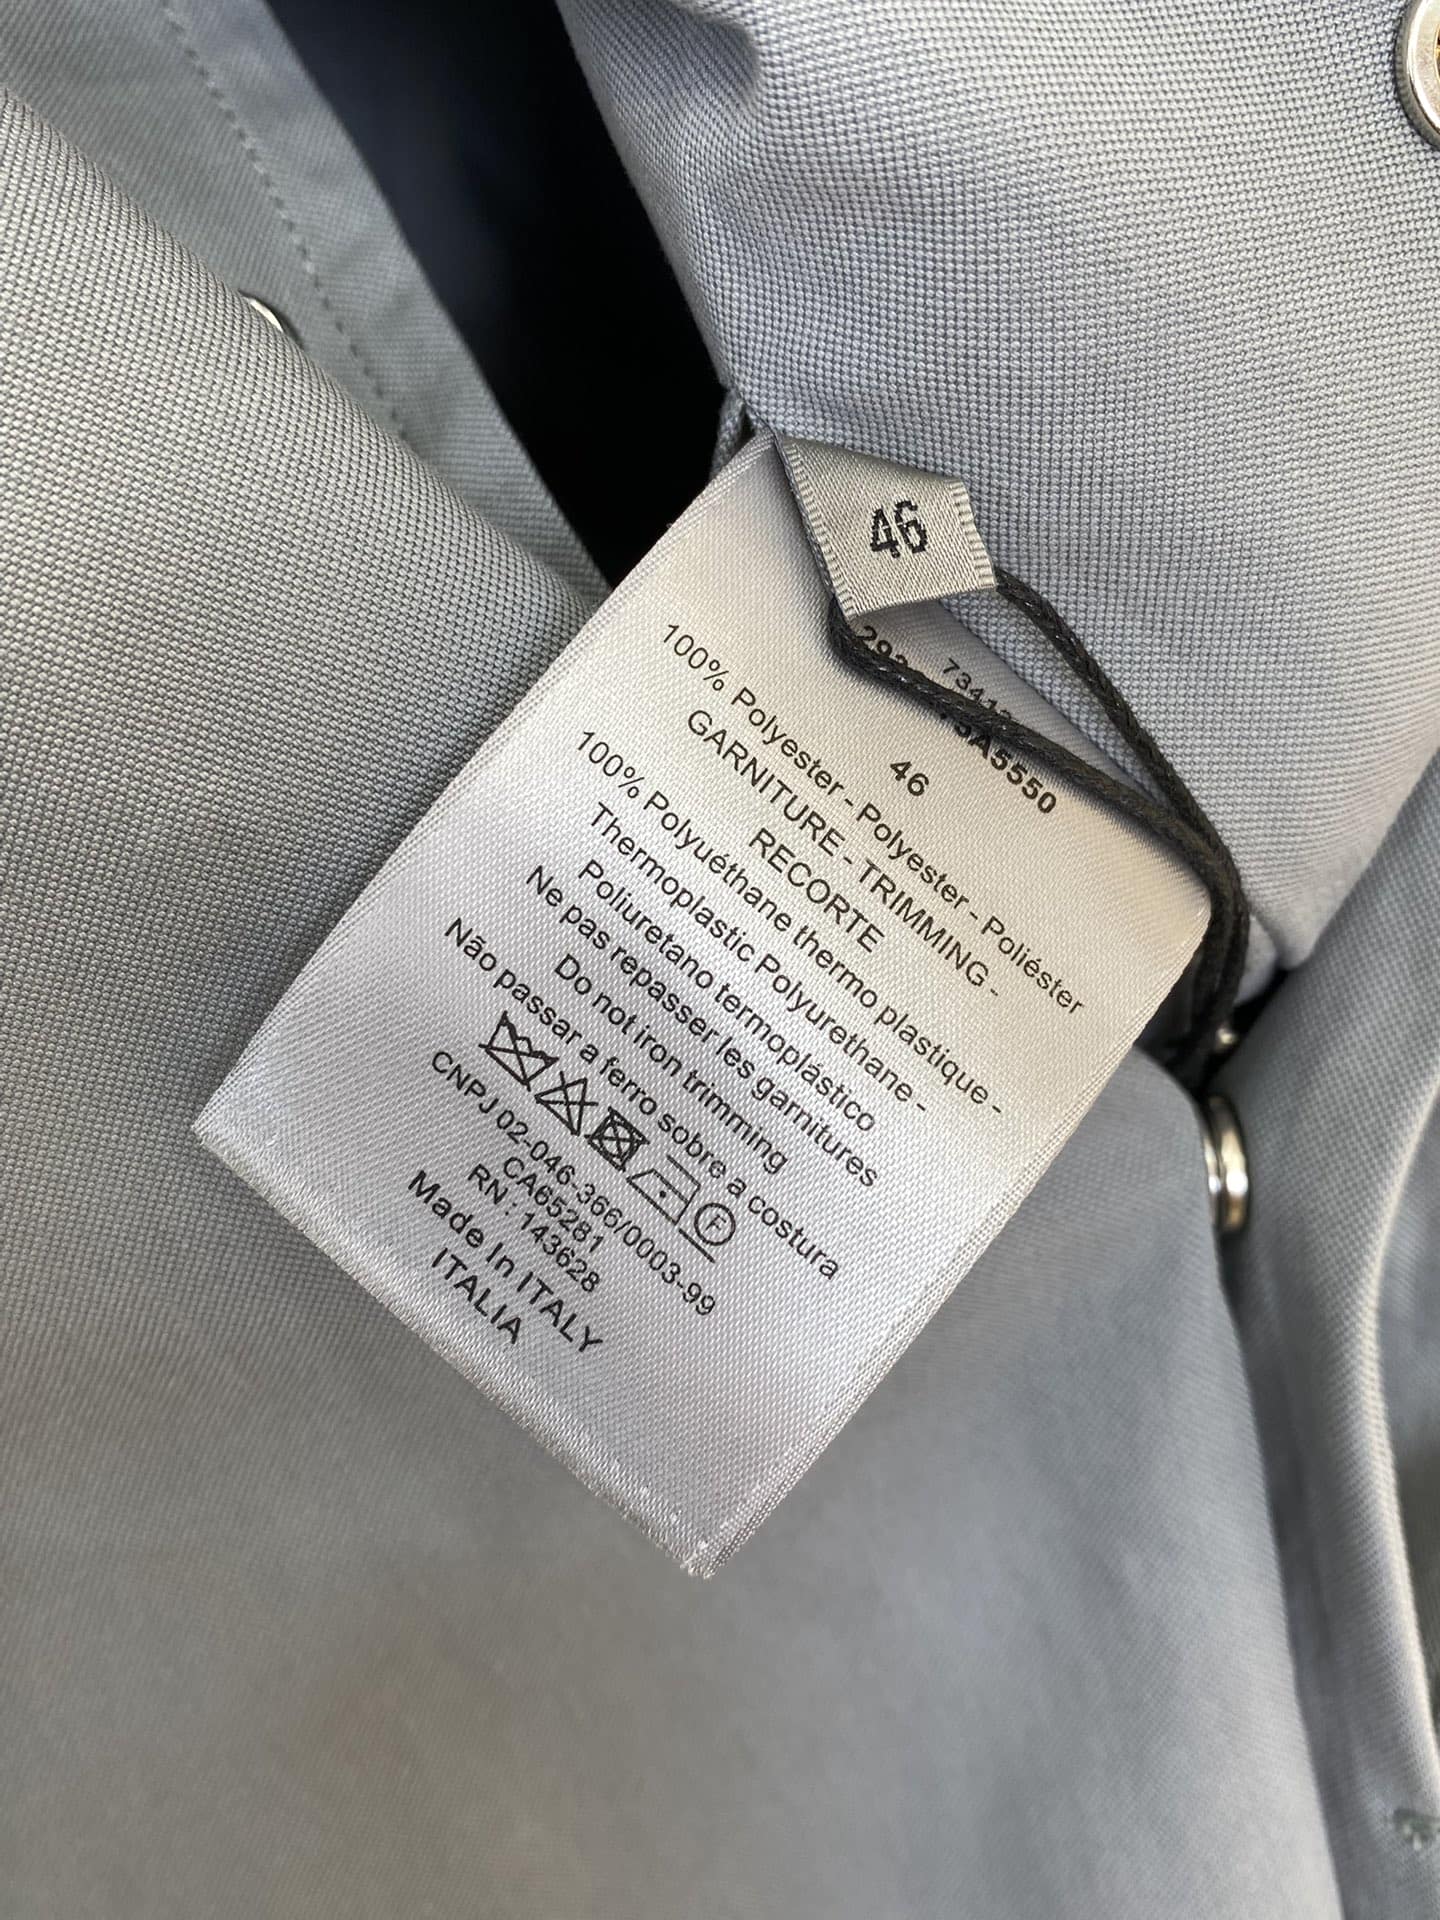 46
46
100% Polyester - Polyester - Poliéster
GARNITURE - TRIMMING -
RECORTE
100% Polyuéthane thermo plastique -
Thermoplastic Polyurethane -
Poliuretano termoplástico
Ne pas repasser les garnitures
Do not iron trimming
Não passar a ferro sobre a costura
F
CNPJ 02-046-366/0003-99
CA65281
RN: 143628
Made In ITALY
ITALIA